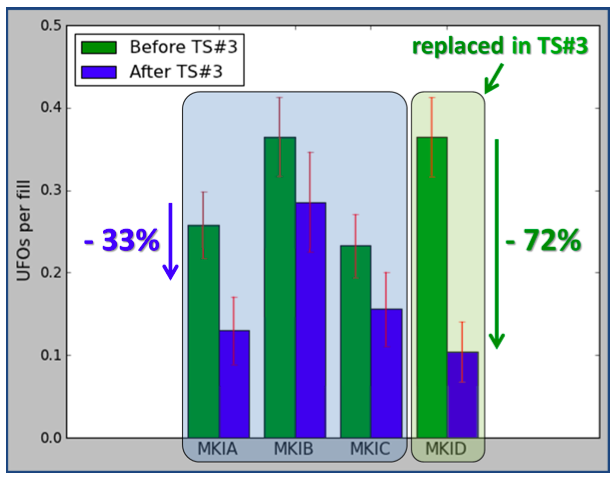 0.5
Before TS#3
After TS#3
replaced in TS#3
0.4
0.3
- 33%
- 72%
UFOs per fill
0.2
0.1
0.0
MKIA MKIB MKIC MKID